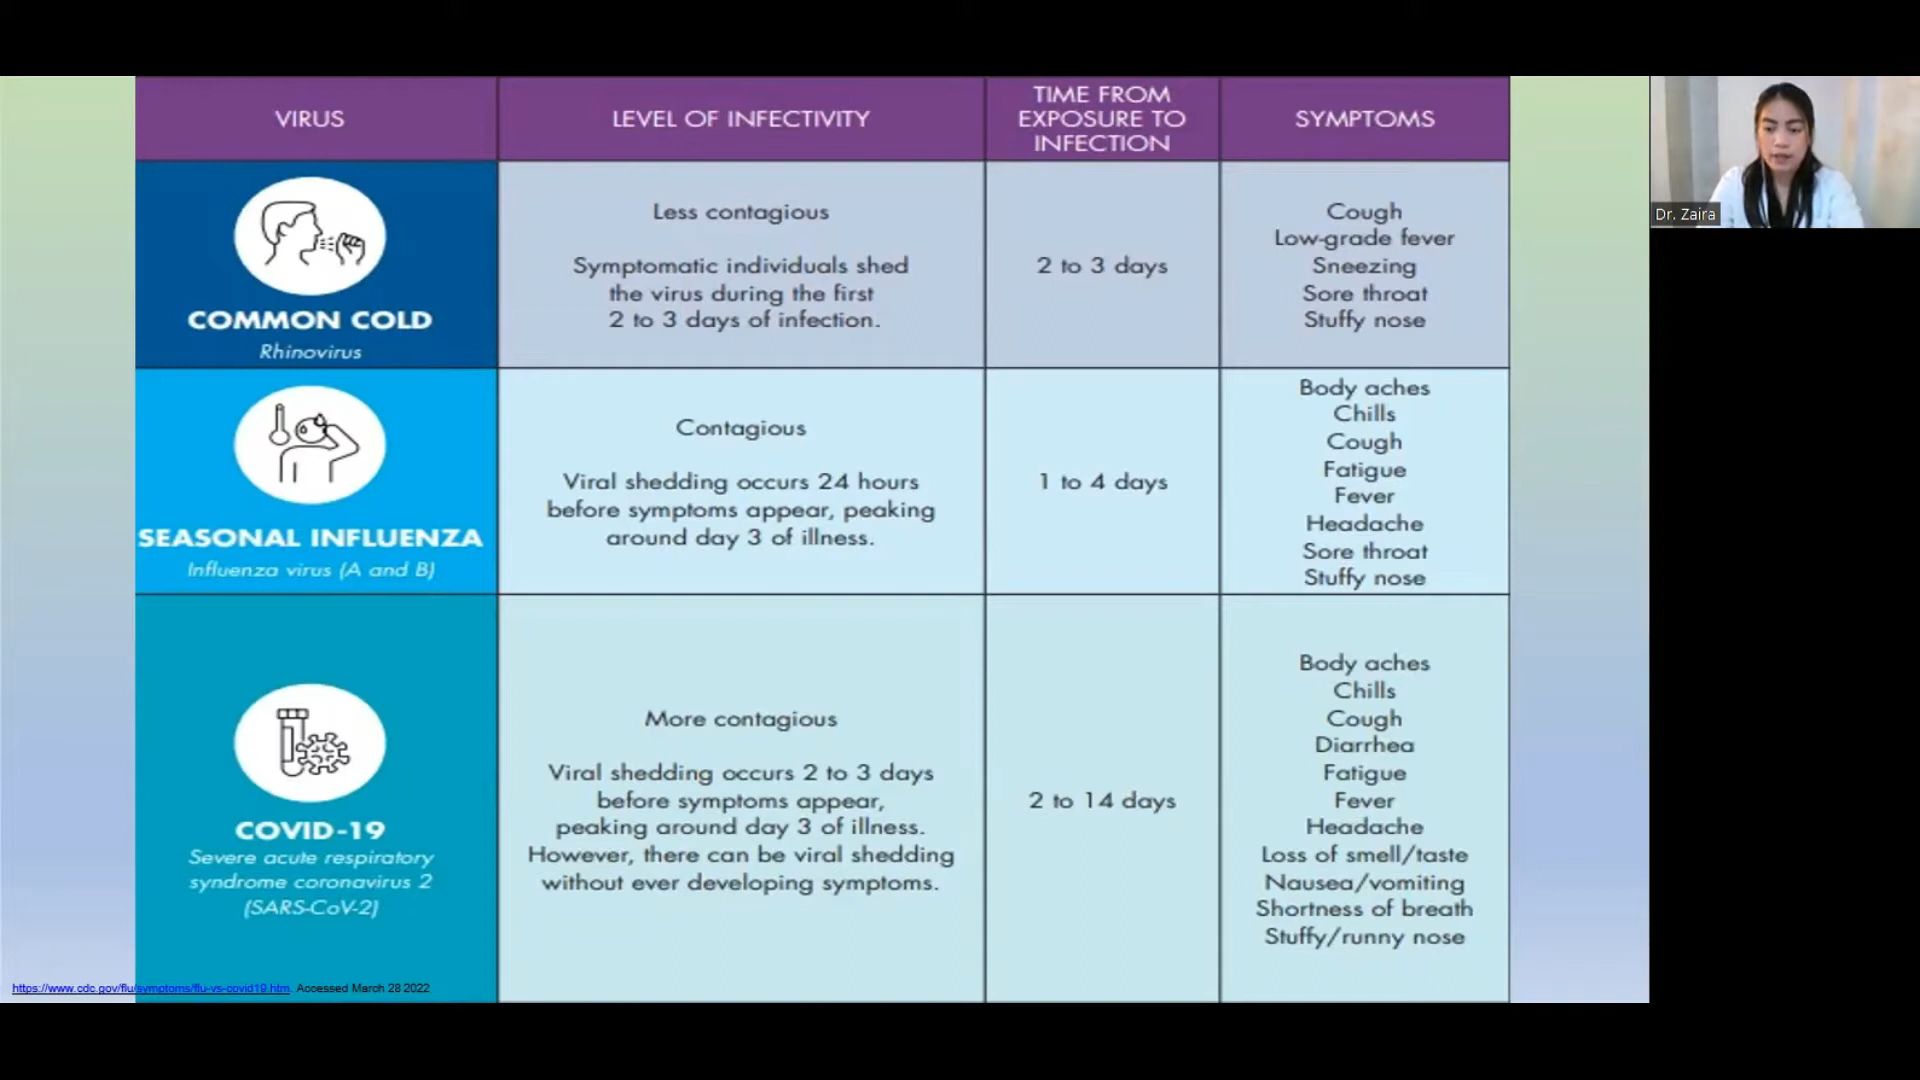 VIRUS
LEVEL OF INFECTIVITY
TIME FROM
EXPOSURE TO
INFECTION
SYMPTOMS
COMMON COLD
Rhinovirus
Less contagious
Symptomatic individuals shed
the virus during the first
2 to 3 days of infection.
2 to 3 days
Cough
Low-grade fever
Sneezing
Sore throat
Stuffy nose
SEASONAL INFLUENZA
Influenza virus (A and B)
Contagious
Viral shedding occurs 24 hours
before symptoms appear, peaking
around day 3 of illness.
1 to 4 days
Body aches
Chills
Cough
Fatigue
Fever
Headache
Sore throat
Stuffy nose
COVID-19
Severe acute respiratory
syndrome coronavirus 2
(SARS-CoV-2)
More contagious
Viral shedding occurs 2 to 3 days
before symptoms appear,
peaking around day 3 of illness.
However, there can be viral shedding
without ever developing symptoms.
2 to 14 days
Body aches
Chills
Cough
Diarrhea
Fatigue
Fever
Headache
Loss of smell/taste
Nausea/vomiting
Shortness of breath
Stuffy/runny nose
https://www.cdc.gov/flu/symptoms/flu-vs-covid19.htm. Accessed March 28 2022
Dr. Zaira